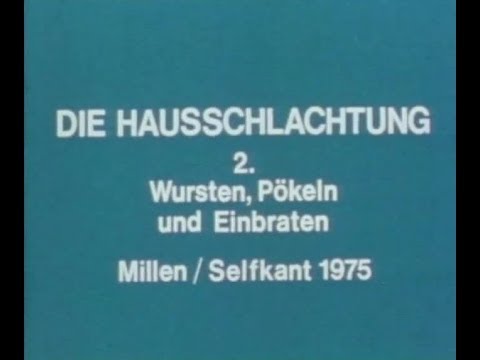 DIE HAUSSCHLACHTUNG
2.
Wursten, Pökeln
und Einbraten
Millen / Selfkant 1975